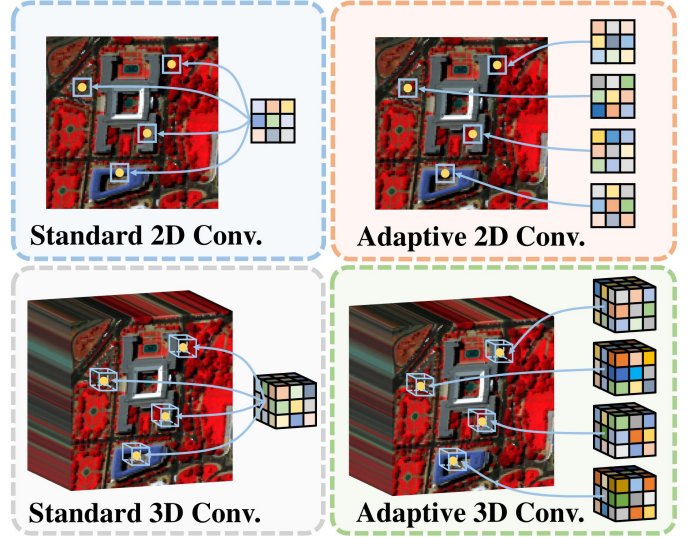 Standard 2D Conv.
Adaptive 2D Conv.
Standard 3D Conv.
Adaptive 3D Conv.